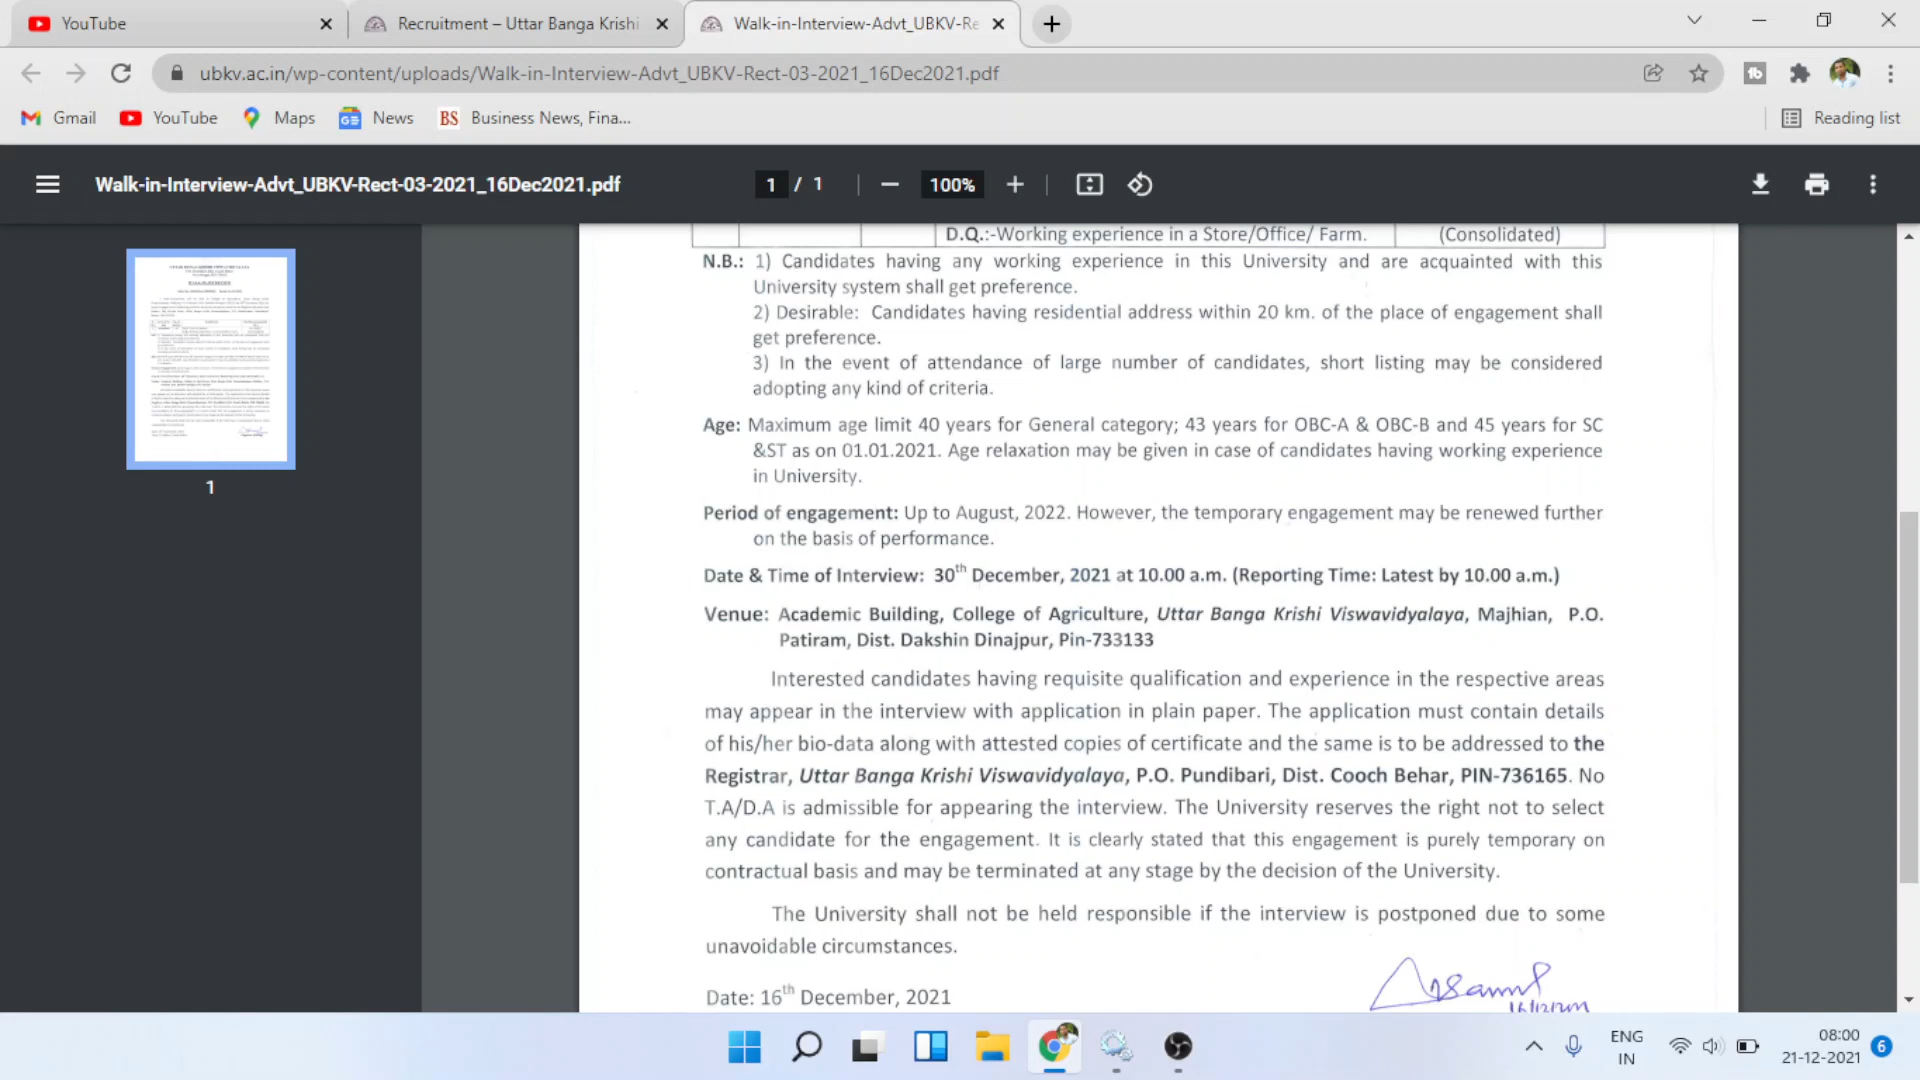 YouTube
Recruitment – Uttar Banga Krishi
Walk-in-Interview-Advt_UBKV-Re
ubkv.ac.in/wp-content/uploads/Walk-in-Interview-Advt_UBKV-Rect-03-2021_16Dec2021.pdf
Gmail YouTube Maps News BS Business News, Fina... Reading list
Walk-in-Interview-Advt_UBKV-Rect-03-2021_16Dec2021.pdf 1 / 1 100%
1
D.Q.:-Working experience in a Store/Office/ Farm. (Consolidated)
N.B.: 1) Candidates having any working experience in this University and are acquainted with this
University system shall get preference.
2) Desirable: Candidates having residential address within 20 km. of the place of engagement shall
get preference.
3) In the event of attendance of large number of candidates, short listing may be considered
adopting any kind of criteria.
Age: Maximum age limit 40 years for General category; 43 years for OBC-A & OBC-B and 45 years for SC
&ST as on 01.01.2021. Age relaxation may be given in case of candidates having working experience
in University.
Period of engagement: Up to August, 2022. However, the temporary engagement may be renewed further
on the basis of performance.
Date & Time of Interview: 30th December, 2021 at 10.00 a.m. (Reporting Time: Latest by 10.00 a.m.)
Venue: Academic Building, College of Agriculture, Uttar Banga Krishi Viswavidyalaya, Majhian, P.O.
Patiram, Dist. Dakshin Dinajpur, Pin-733133
Interested candidates having requisite qualification and experience in the respective areas
may appear in the interview with application in plain paper. The application must contain details
of his/her bio-data along with attested copies of certificate and the same is to be addressed to the
Registrar, Uttar Banga Krishi Viswavidyalaya, P.O. Pundibari, Dist. Cooch Behar, PIN-736165. No
T.A/D.A is admissible for appearing the interview. The University reserves the right not to select
any candidate for the engagement. It is clearly stated that this engagement is purely temporary on
contractual basis and may be terminated at any stage by the decision of the University.
The University shall not be held responsible if the interview is postponed due to some
unavoidable circumstances.
Date: 16th December, 2021
ENG
IN
08:00
21-12-2021
6